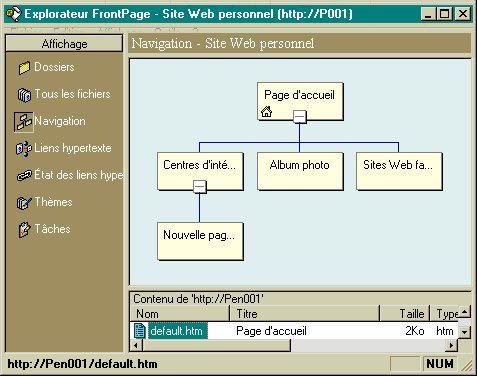 Explorateur FrontPage - Site Web personnel (http://P001)
Affichage
Navigation - Site Web personnel
Dossiers
Tous les fichiers
Navigation
Liens hypertexte
État des liens hype
Thèmes
Tâches
Page d'accueil
Centres d'inté...
Album photo
Sites Web fa...
Nouvelle pag...
Contenu de 'http://Pen001'
Nom Titre Taille Type
default.htm Page d'accueil 2Ko htm
http://Pen001/default.htm NUM